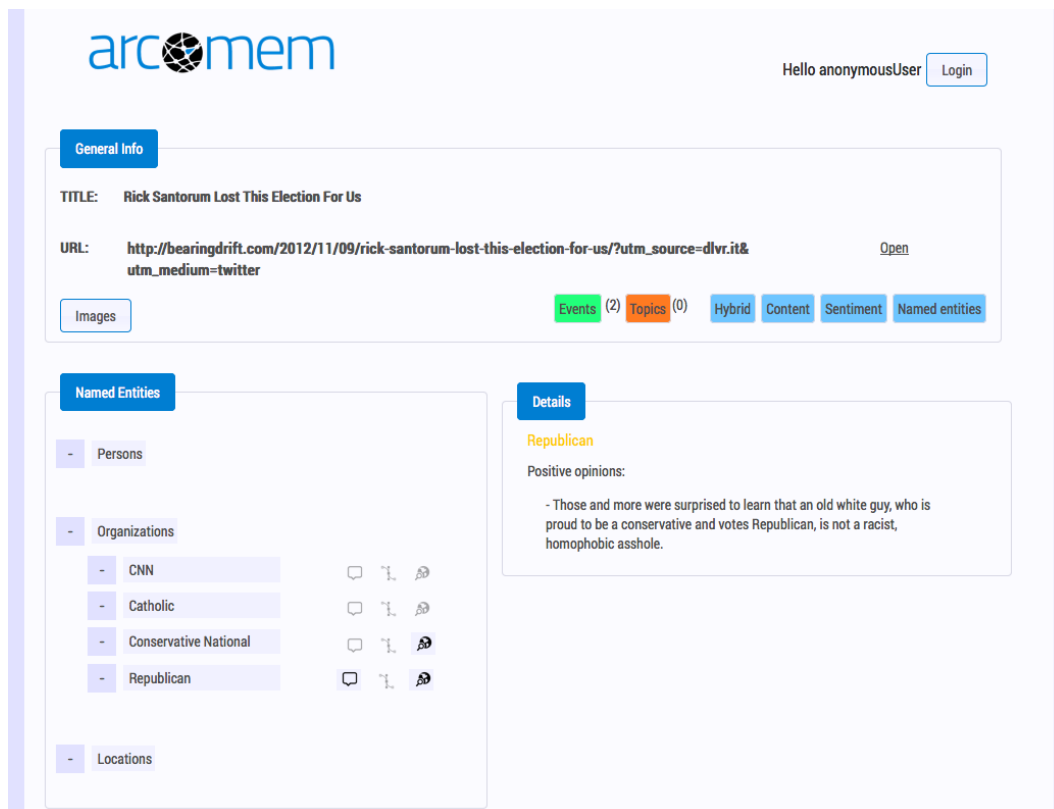 arcomem
Hello anonymousUser Login
General Info
TITLE: Rick Santorum Lost This Election For Us
URL: http://bearingdrift.com/2012/11/09/rick-santorum-lost-this-election-for-us/?utm_source=dlvr.it&
utm_medium=twitter
Open
Images
Events (2) Topics (0) Hybrid Content Sentiment Named entities
Named Entities
- Persons
- Organizations
- CNN
- Catholic
- Conservative National
- Republican
- Locations
Details
Republican
Positive opinions:
- Those and more were surprised to learn that an old white guy, who is
proud to be a conservative and votes Republican, is not a racist,
homophobic asshole.